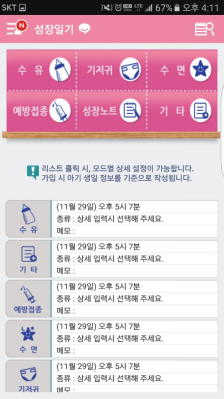 SKT LTE 67% 오후 4:11
N 성장일기
수 유 기저귀 수 면
예방접종 성장노트 기 타
! 리스트 클릭 시, 모드별 상세 설정이 가능합니다.
가입 시 아기 생일 정보를 기준으로 작성됩니다.
(11월 29일) 오후 5시 7분
종류 : 상세 입력시 선택해 주세요.
메모 :
수 유
(11월 29일) 오후 5시 7분
종류 : 상세 입력시 선택해 주세요.
메모 :
기 타
(11월 29일) 오후 5시 7분
종류 : 상세 입력시 선택해 주세요.
메모 :
예방접종
(11월 29일) 오후 5시 7분
종류 : 상세 입력시 선택해 주세요.
메모 :
수 면
(11월 29일) 오후 5시 7분
종류 : 상세 입력시 선택해 주세요.
메모 :
기저귀